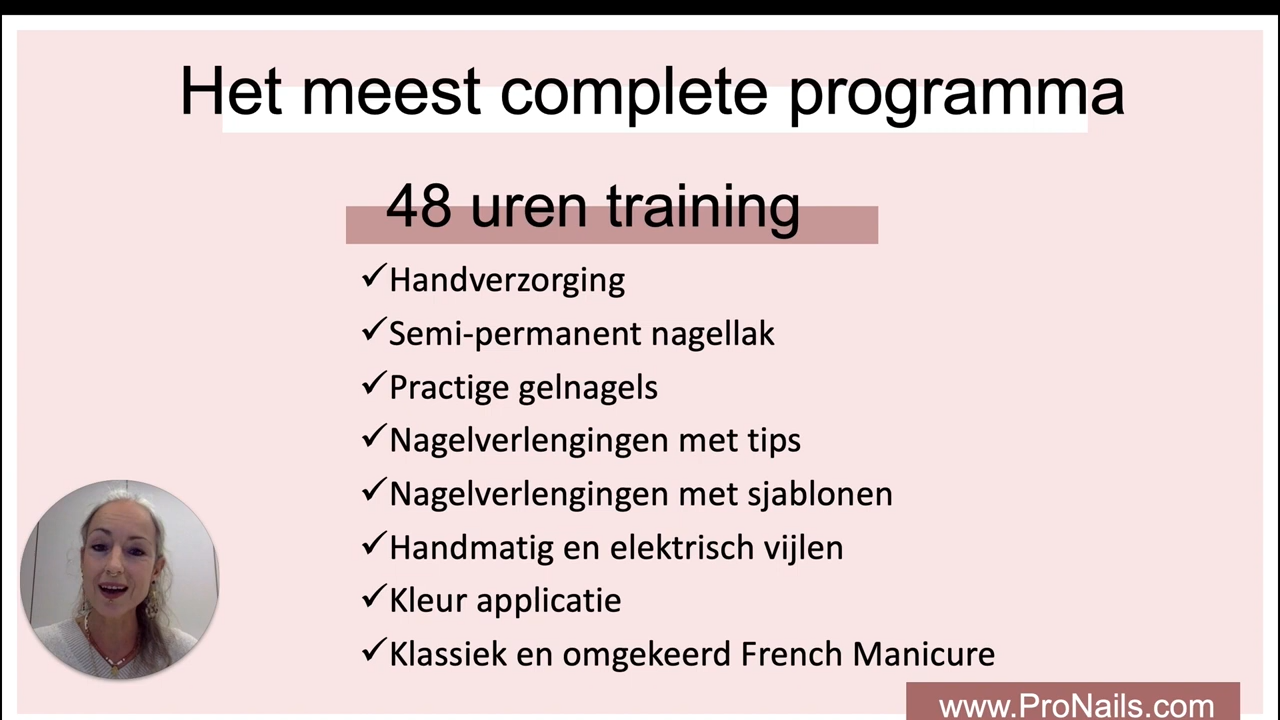 Het meest complete programma
48 uren training
✓Handverzorging
✓Semi-permanent nagellak
✓Practige gelnagels
✓Nagelverlengingen met tips
✓Nagelverlengingen met sjablonen
✓Handmatig en elektrisch vijlen
✓Kleur applicatie
✓Klassiek en omgekeerd French Manicure
www.ProNails.com